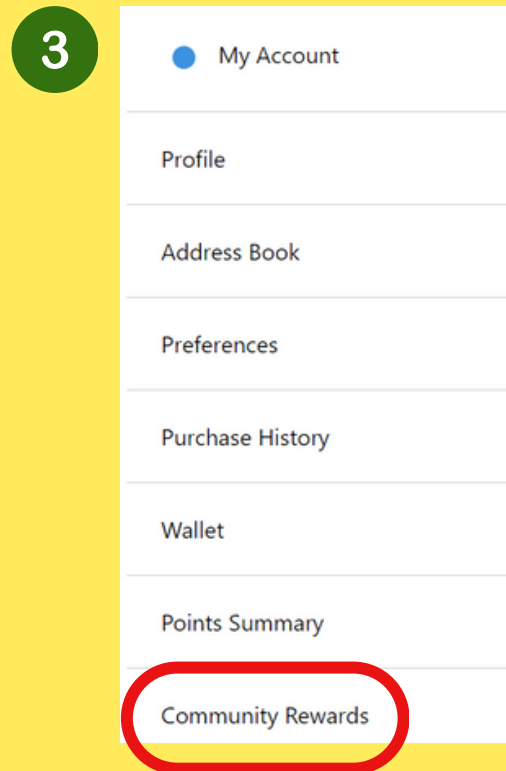 3
My Account
Profile
Address Book
Preferences
Purchase History
Wallet
Points Summary
Community Rewards